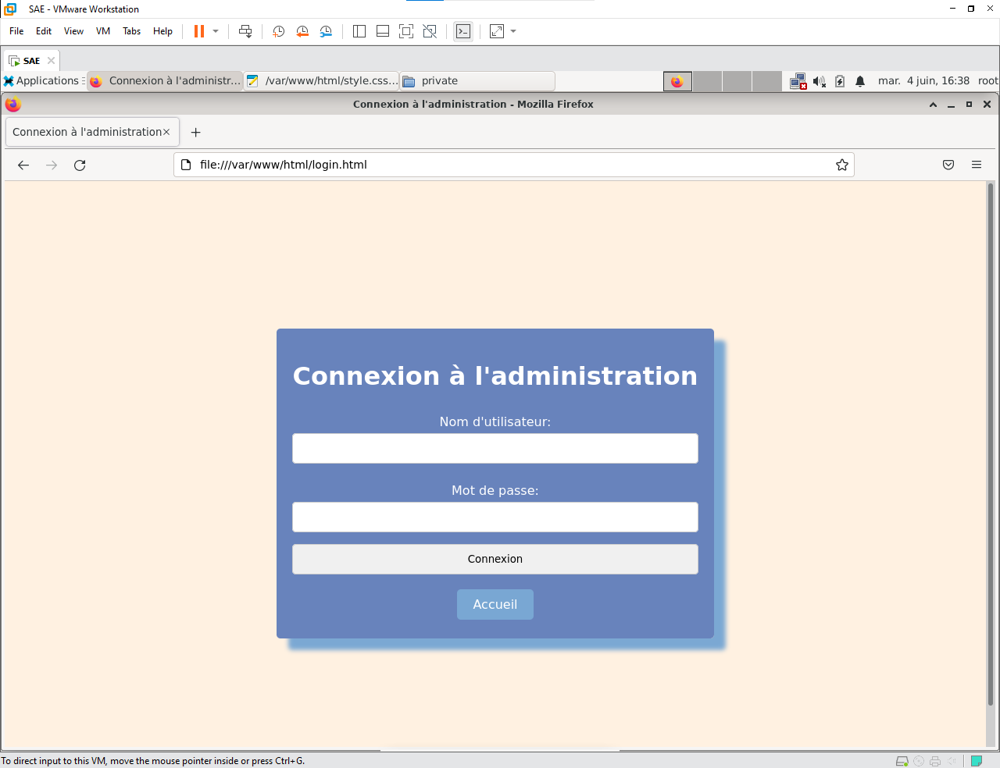 SAE - VMware Workstation
File Edit View VM Tabs Help
SAE
Applications Connexion à l'administr... /var/www/html/style.css... private mar. 4 juin, 16:38 root
Connexion à l'administration - Mozilla Firefox
Connexion à l'administration
file:///var/www/html/login.html
Connexion à l'administration
Nom d'utilisateur:
Mot de passe:
Connexion
Accueil
To direct input to this VM, move the mouse pointer inside or press Ctrl+G.